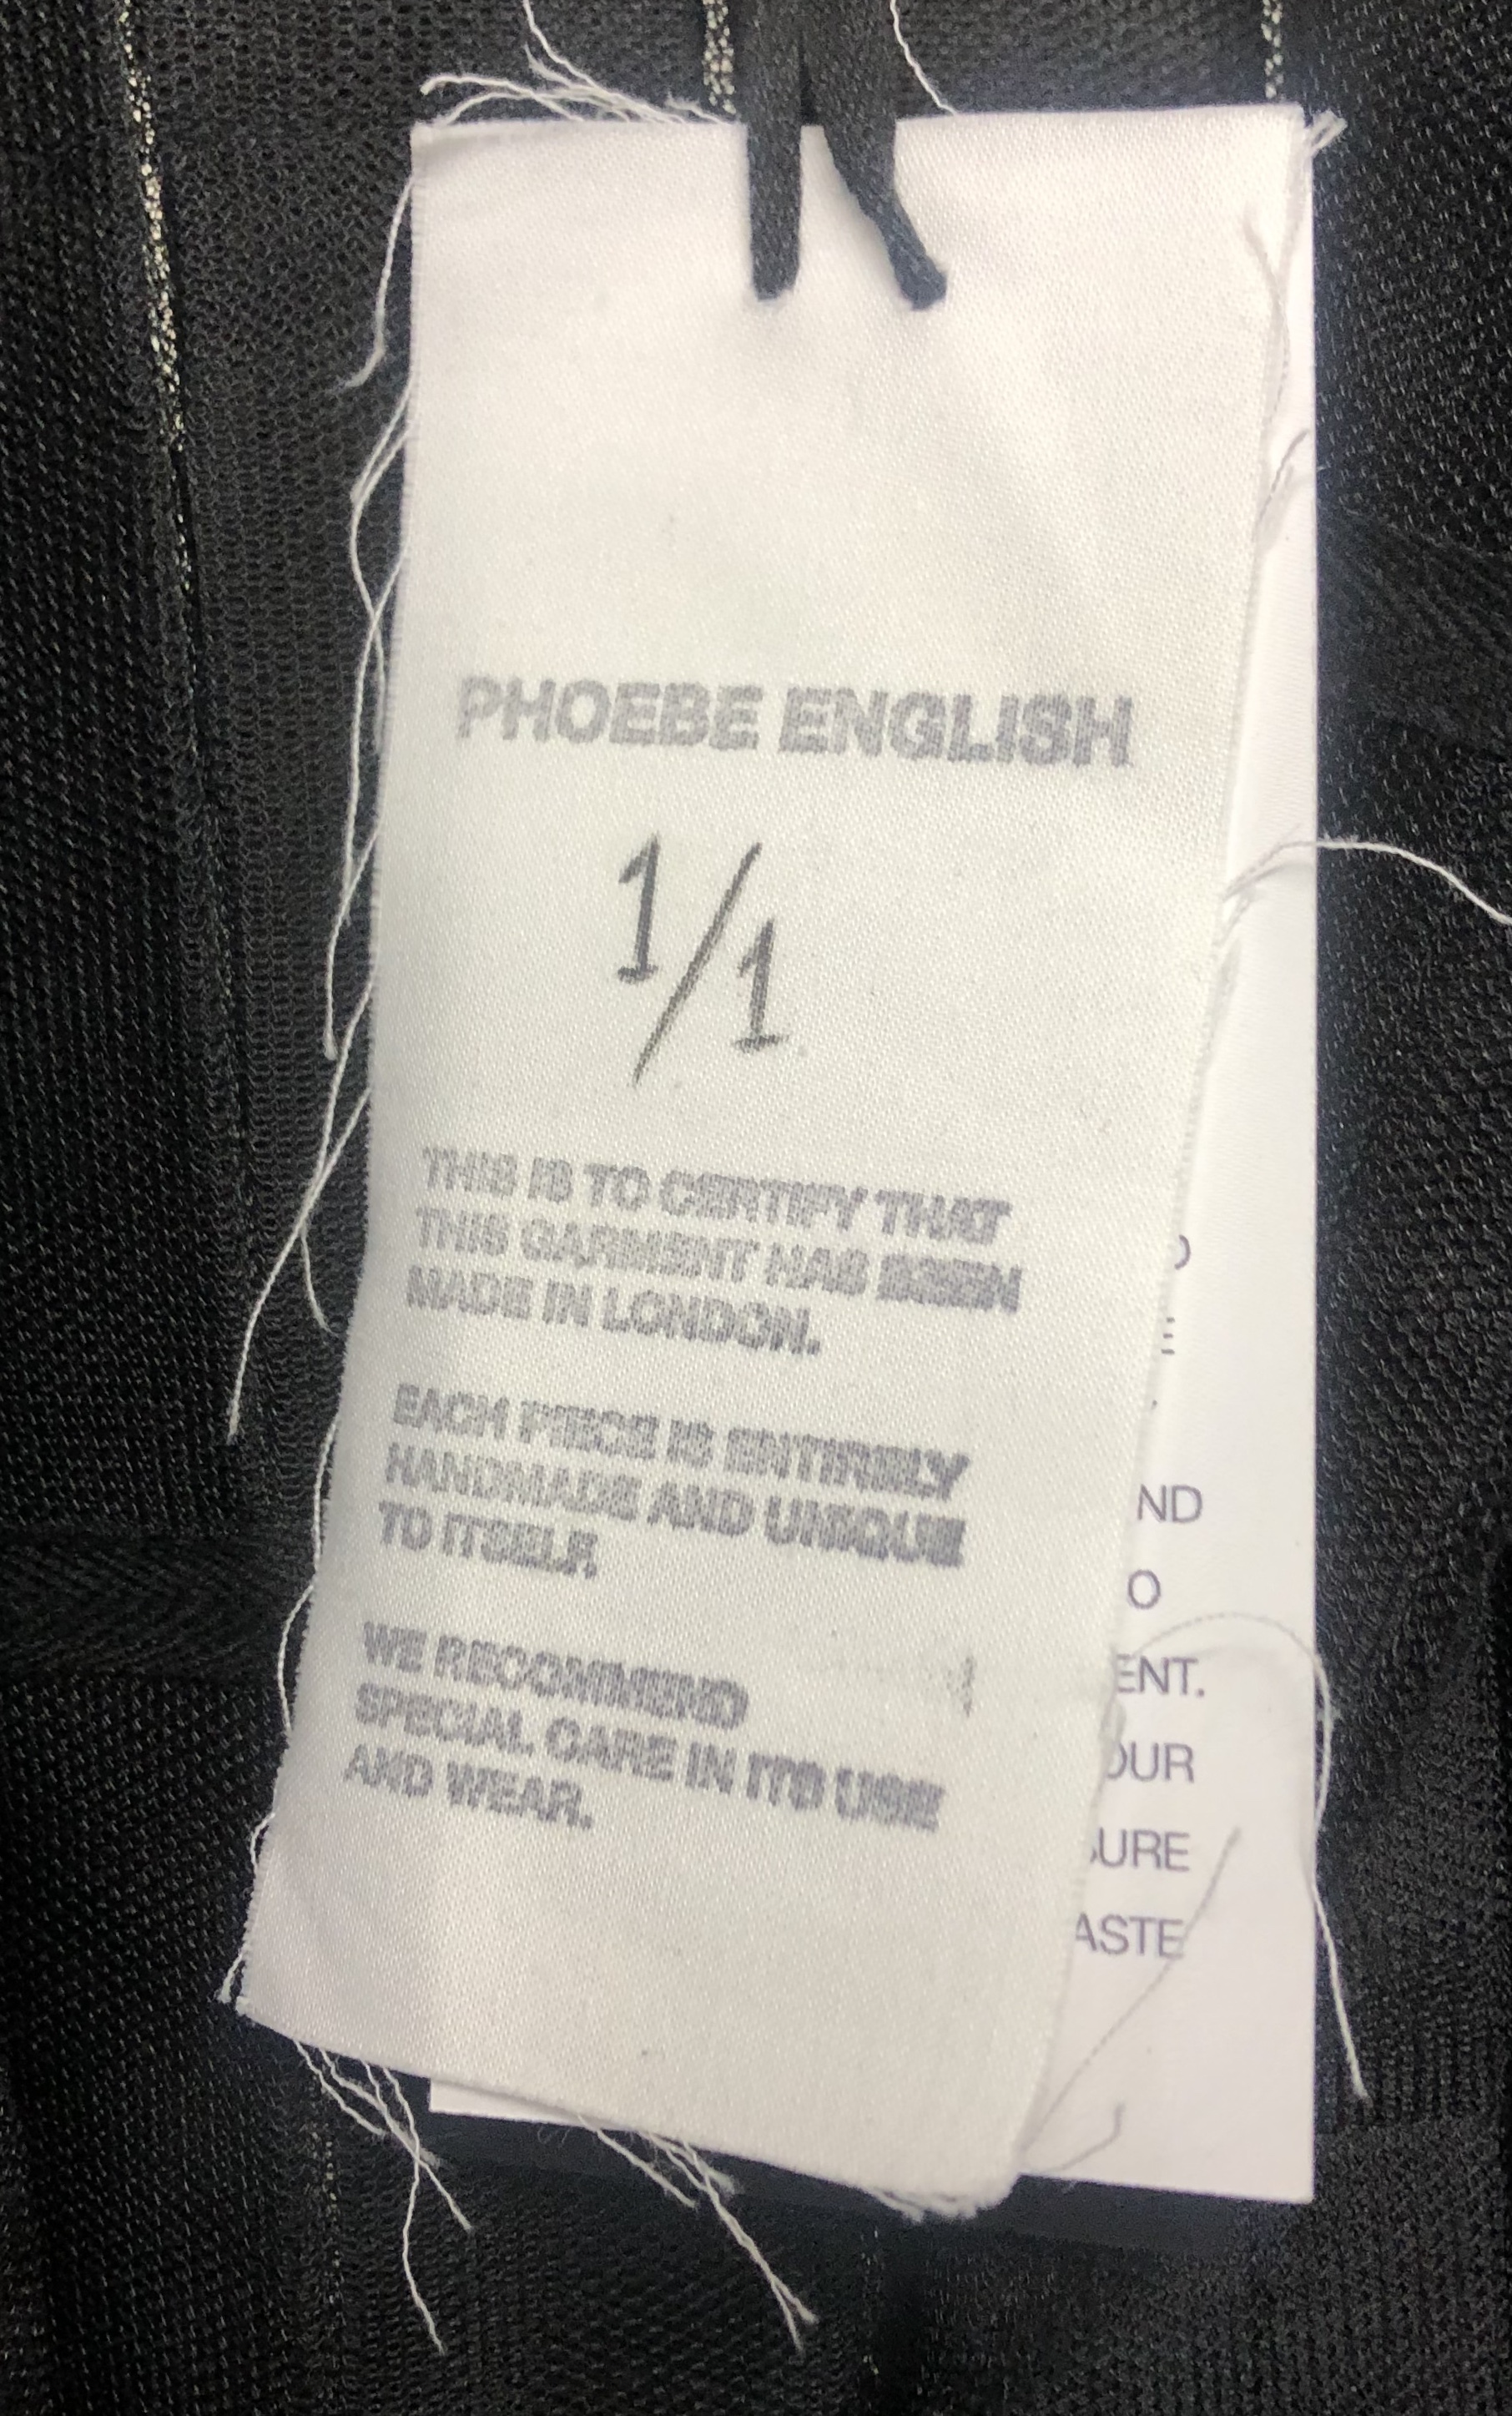 PHOEBE ENGLISH
1/1
THIS IS TO CERTIFY THAT
THIS GARMENT HAS BEEN
MADE IN LONDON.
EACH PIECE IS ENTIRELY
HANDMADE AND UNIQUE
TO ITSELF.
WE RECOMMEND
SPECIAL CARE IN ITS USE
AND WEAR.
ND
O
ENT.
OUR
SURE
ASTE